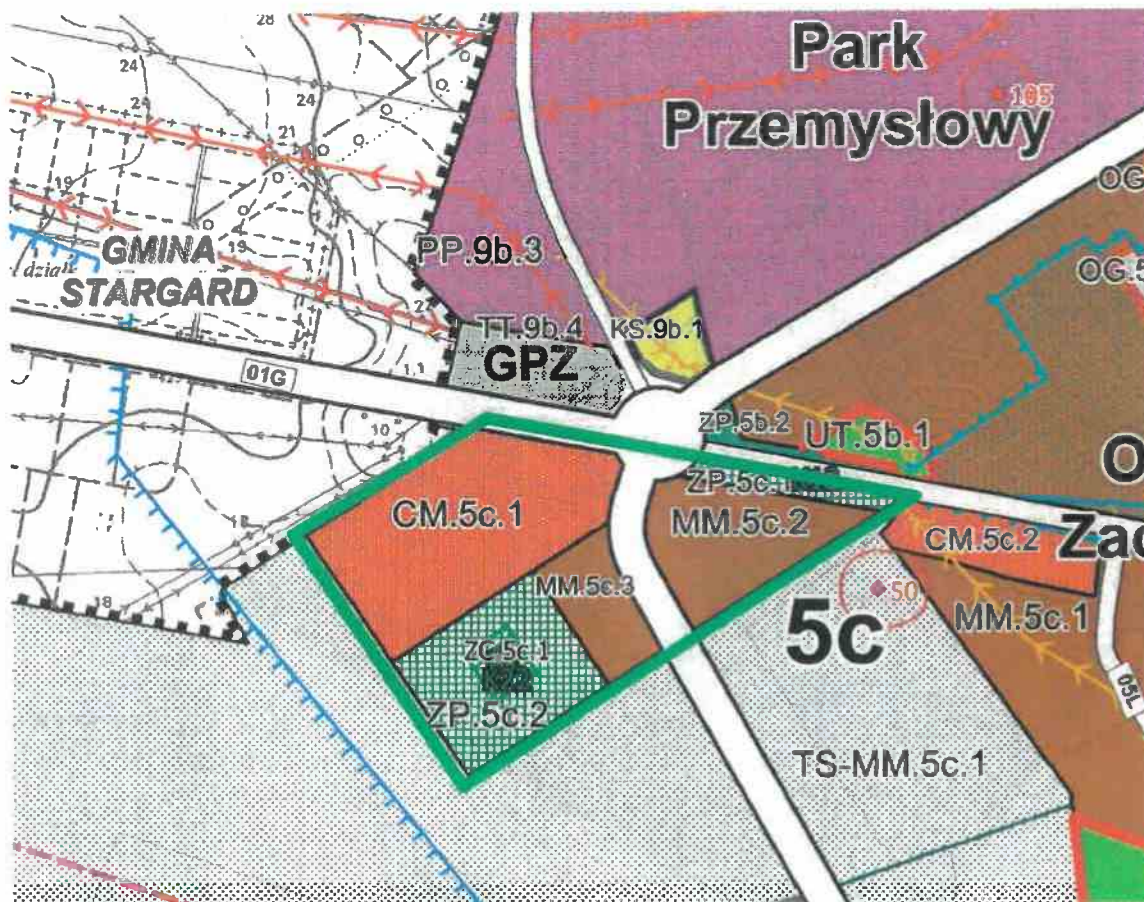 28
24
24
21
19
19
22
Park
Przemysłowy
105
OG
GMINA
STARGARD
PP.9b.3
OG.5
TT.9b.4
GPZ
KS.9b.1
01G
ZP.5b.2
UT.5b.1
CM.5c.1
ZP.5c.1
MM.5c.2
CM.5c.2
Zac
MM.5c.3
50
5c
MM.5c.1
18
ZC.5c.1
ZP.5c.2
05L
TS-MM.5c.1